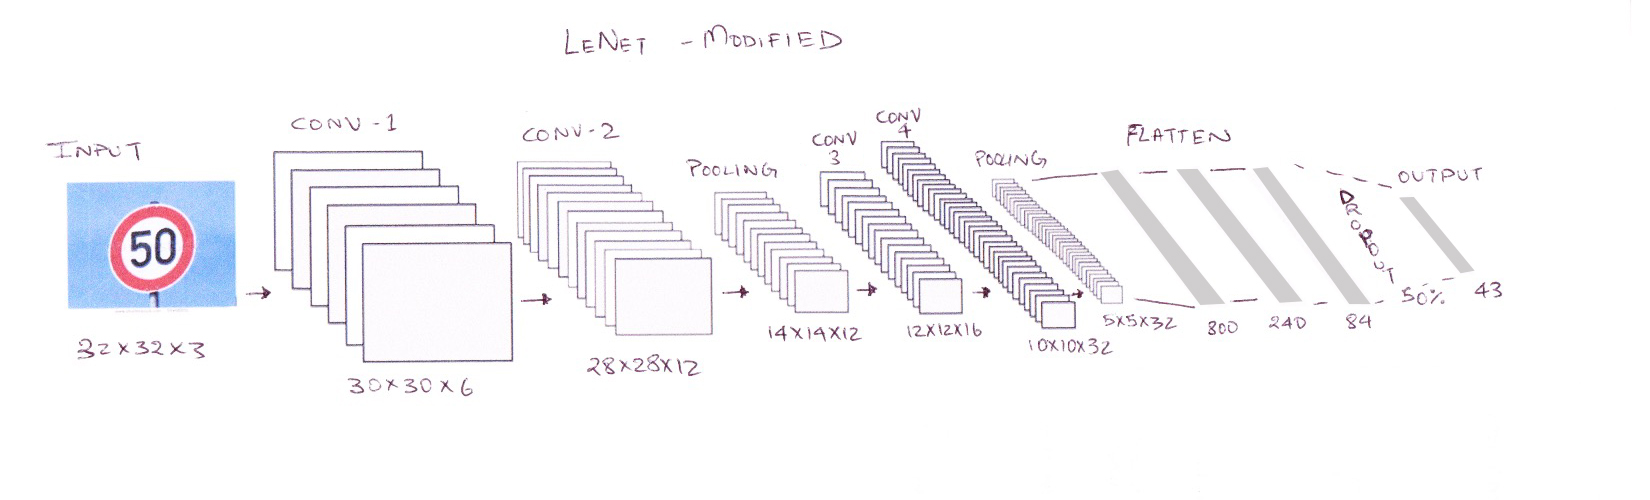 LENET - MODIFIED
INPUT
50
32x32x3
CONV-1
30x30x6
CONV-2
28x28x12
POOLING
14x14x12
CONV
3
12x12x16
CONV
4
10x10x32
POOLING
5x5x32
FLATTEN
800
240
84
DROPOUT
50%
OUTPUT
43